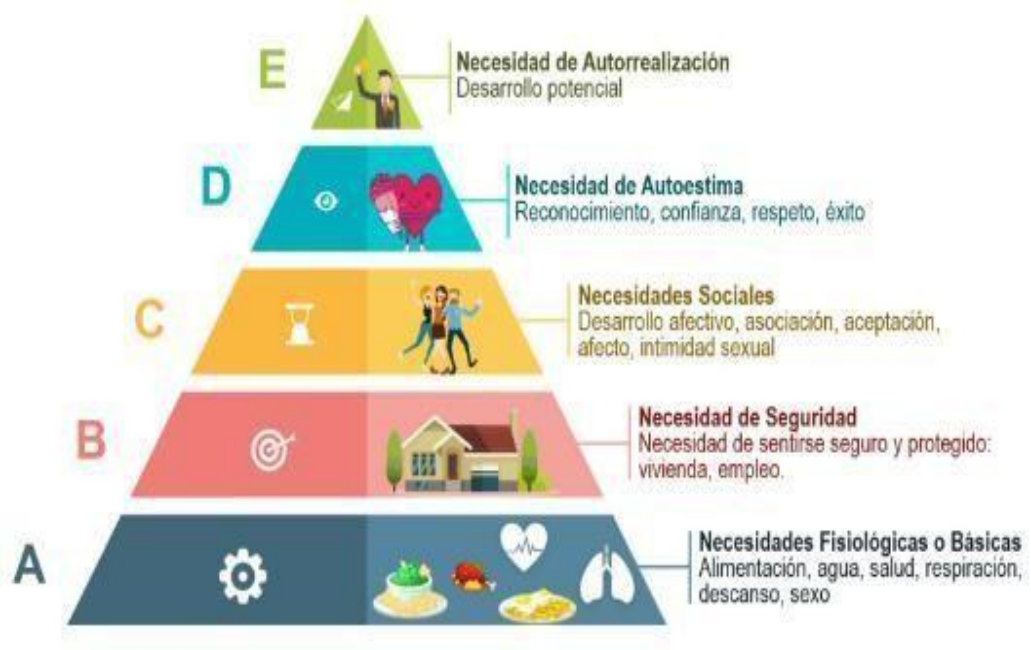 E
Necesidad de Autorrealización
Desarrollo potencial
D
Necesidad de Autoestima
Reconocimiento, confianza, respeto, éxito
C
Necesidades Sociales
Desarrollo afectivo, asociación, aceptación,
afecto, intimidad sexual
B
Necesidad de Seguridad
Necesidad de sentirse seguro y protegido:
vivienda, empleo.
A
Necesidades Fisiológicas o Básicas
Alimentación, agua, salud, respiración,
descanso, sexo